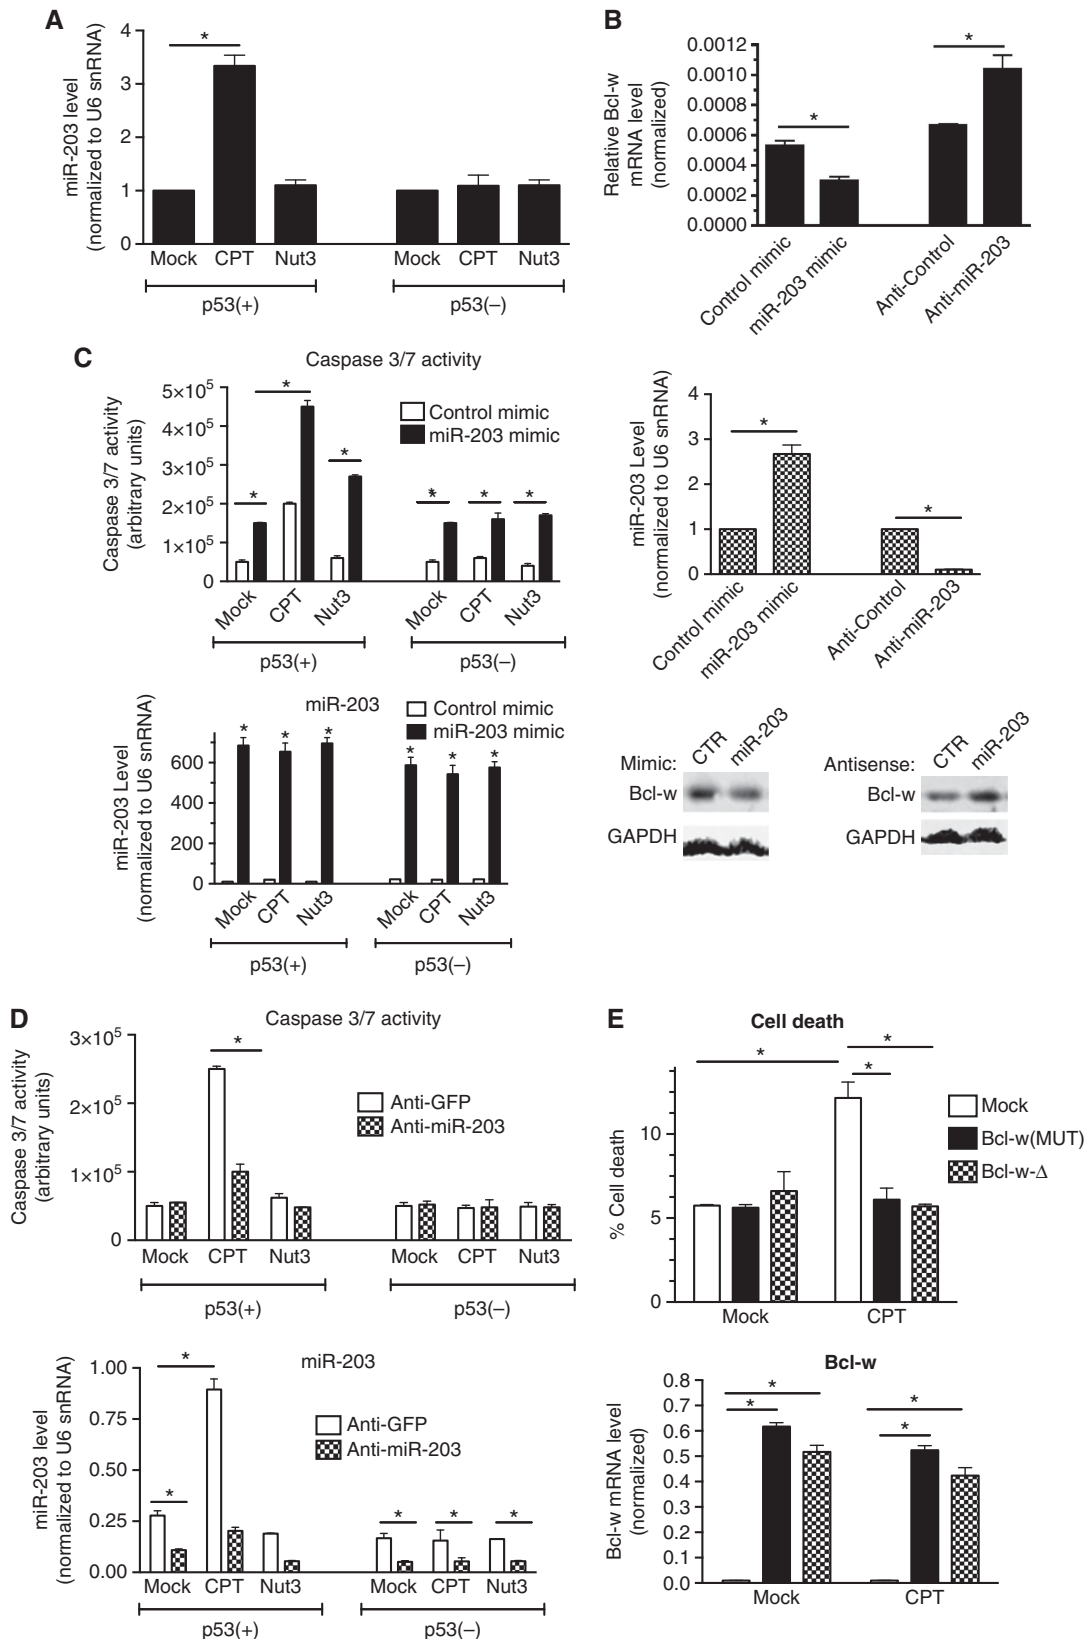 A
miR-203 level
(normalized to U6 snRNA)
4
3
2
1
0
*
Mock CPT Nut3
Mock CPT Nut3
p53(+)
p53(–)
B
Relative Bcl-w
mRNA level
(normalized)
0.0012
0.0010
0.0008
0.0006
0.0004
0.0002
0.0000
*
*
Control mimic
miR-203 mimic
Anti-Control
Anti-miR-203
miR-203 Level
(normalized to U6 snRNA)
4
3
2
1
0
*
*
Control mimic
miR-203 mimic
Anti-Control
Anti-miR-203
Mimic:
CTR
miR-203
Bcl-w
GAPDH
Antisense:
CTR
miR-203
Bcl-w
GAPDH
C
Caspase 3/7 activity
Caspase 3/7 activity
(arbitrary units)
5×10⁵
4×10⁵
3×10⁵
2×10⁵
1×10⁵
0
Control mimic
miR-203 mimic
*
*
*
*
*
*
Mock CPT Nut3
Mock CPT Nut3
p53(+)
p53(–)
miR-203
miR-203 Level
(normalized to U6 snRNA)
600
400
200
0
Control mimic
miR-203 mimic
* * *
* * *
Mock CPT Nut3
Mock CPT Nut3
p53(+)
p53(–)
D
Caspase 3/7 activity
Caspase 3/7 activity
(arbitrary units)
3×10⁵
2×10⁵
1×10⁵
0
*
Anti-GFP
Anti-miR-203
Mock CPT Nut3
Mock CPT Nut3
p53(+)
p53(–)
miR-203
miR-203 level
(normalized to U6 snRNA)
1.00
0.75
0.50
0.25
0.00
*
*
* * *
Anti-GFP
Anti-miR-203
Mock CPT Nut3
Mock CPT Nut3
p53(+)
p53(–)
E
Cell death
% Cell death
10
5
0
*
*
*
Mock
Bcl-w(MUT)
Bcl-w-Δ
Mock
CPT
Bcl-w
Bcl-w mRNA level
(normalized)
0.8
0.7
0.6
0.5
0.4
0.3
0.2
0.1
0.0
*
*
*
*
Mock
CPT